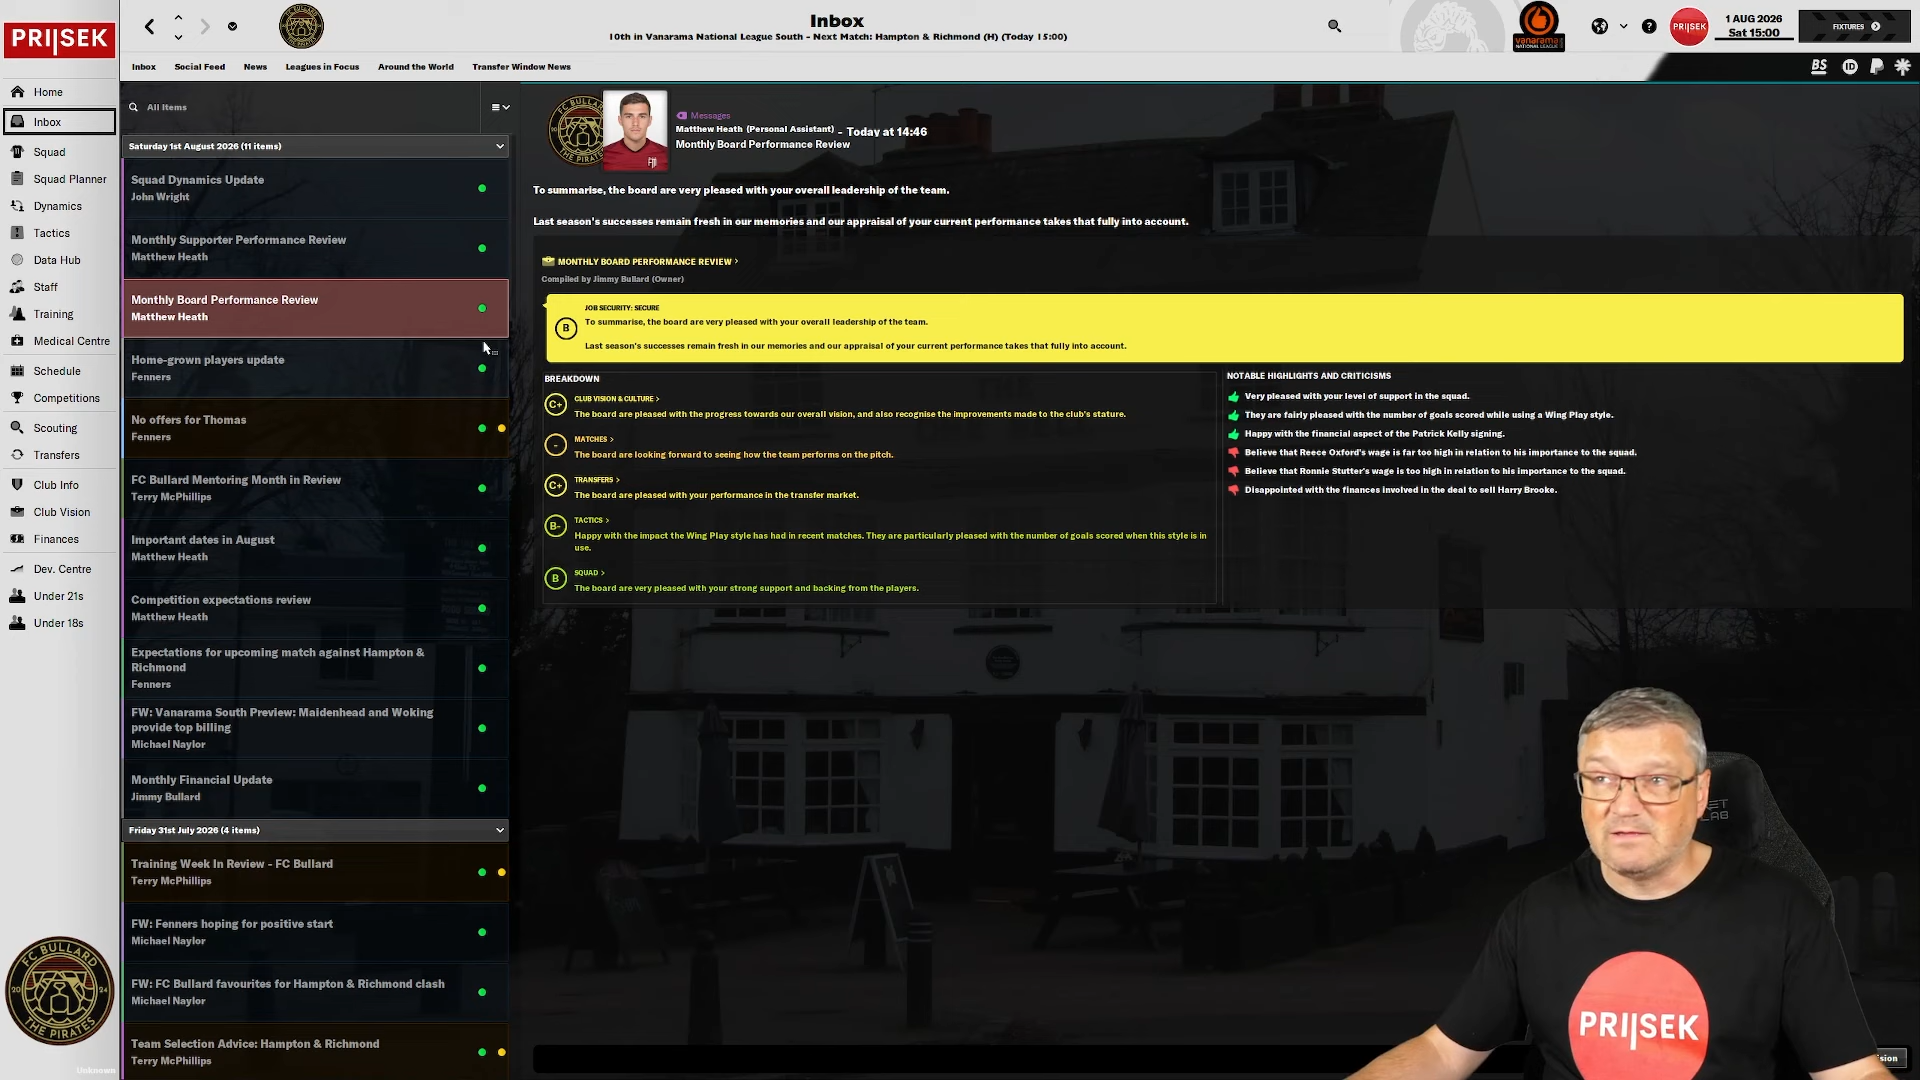 PRIJSEK
Inbox
10th in Vanarama National League South - Next Match: Hampton & Richmond (H) (Today 15:00)
vanarama
NATIONAL LEAGUE
PRIJSEK
1 AUG 2026
Sat 15:00
FIXTURES
Inbox
Social Feed
News
Leagues in Focus
Around the World
Transfer Window News
BS
ID
Home
Inbox
Squad
Squad Planner
Dynamics
Tactics
Data Hub
Staff
Training
Medical Centre
Schedule
Competitions
Scouting
Transfers
Club Info
Club Vision
Finances
Dev. Centre
Under 21s
Under 18s
FC BULLARD
20 24
THE PIRATES
Unknown
All Items
Saturday 1st August 2026 (11 items)
Squad Dynamics Update
John Wright
Monthly Supporter Performance Review
Matthew Heath
Monthly Board Performance Review
Matthew Heath
Home-grown players update
Fenners
No offers for Thomas
Fenners
FC Bullard Mentoring Month in Review
Terry McPhillips
Important dates in August
Matthew Heath
Competition expectations review
Matthew Heath
Expectations for upcoming match against Hampton &
Richmond
Fenners
FW: Vanarama South Preview: Maidenhead and Woking
provide top billing
Michael Naylor
Monthly Financial Update
Jimmy Bullard
Friday 31st July 2026 (4 items)
Training Week In Review - FC Bullard
Terry McPhillips
FW: Fenners hoping for positive start
Michael Naylor
FW: FC Bullard favourites for Hampton & Richmond clash
Michael Naylor
Team Selection Advice: Hampton & Richmond
Terry McPhillips
Messages
Matthew Heath (Personal Assistant) - Today at 14:46
Monthly Board Performance Review
To summarise, the board are very pleased with your overall leadership of the team.
Last season's successes remain fresh in our memories and our appraisal of your current performance takes that fully into account.
MONTHLY BOARD PERFORMANCE REVIEW >
Compiled by Jimmy Bullard (Owner)
JOB SECURITY: SECURE
B
To summarise, the board are very pleased with your overall leadership of the team.
Last season's successes remain fresh in our memories and our appraisal of your current performance takes that fully into account.
BREAKDOWN
C+
CLUB VISION & CULTURE >
The board are pleased with the progress towards our overall vision, and also recognise the improvements made to the club's stature.
-
MATCHES >
The board are looking forward to seeing how the team performs on the pitch.
C+
TRANSFERS >
The board are pleased with your performance in the transfer market.
B-
TACTICS >
Happy with the impact the Wing Play style has had in recent matches. They are particularly pleased with the number of goals scored when this style is in
use.
B
SQUAD >
The board are very pleased with your strong support and backing from the players.
NOTABLE HIGHLIGHTS AND CRITICISMS
Very pleased with your level of support in the squad.
They are fairly pleased with the number of goals scored while using a Wing Play style.
Happy with the financial aspect of the Patrick Kelly signing.
Believe that Reece Oxford's wage is far too high in relation to his importance to the squad.
Believe that Ronnie Stutter's wage is too high in relation to his importance to the squad.
Disappointed with the finances involved in the deal to sell Harry Brooke.
PRIJSEK